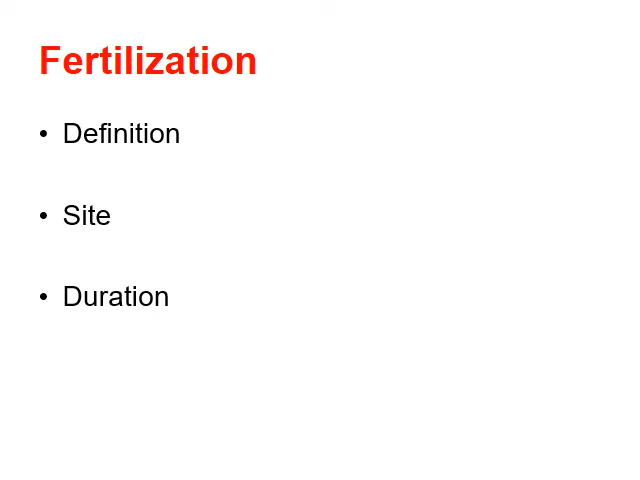 Fertilization
• Definition
• Site
• Duration